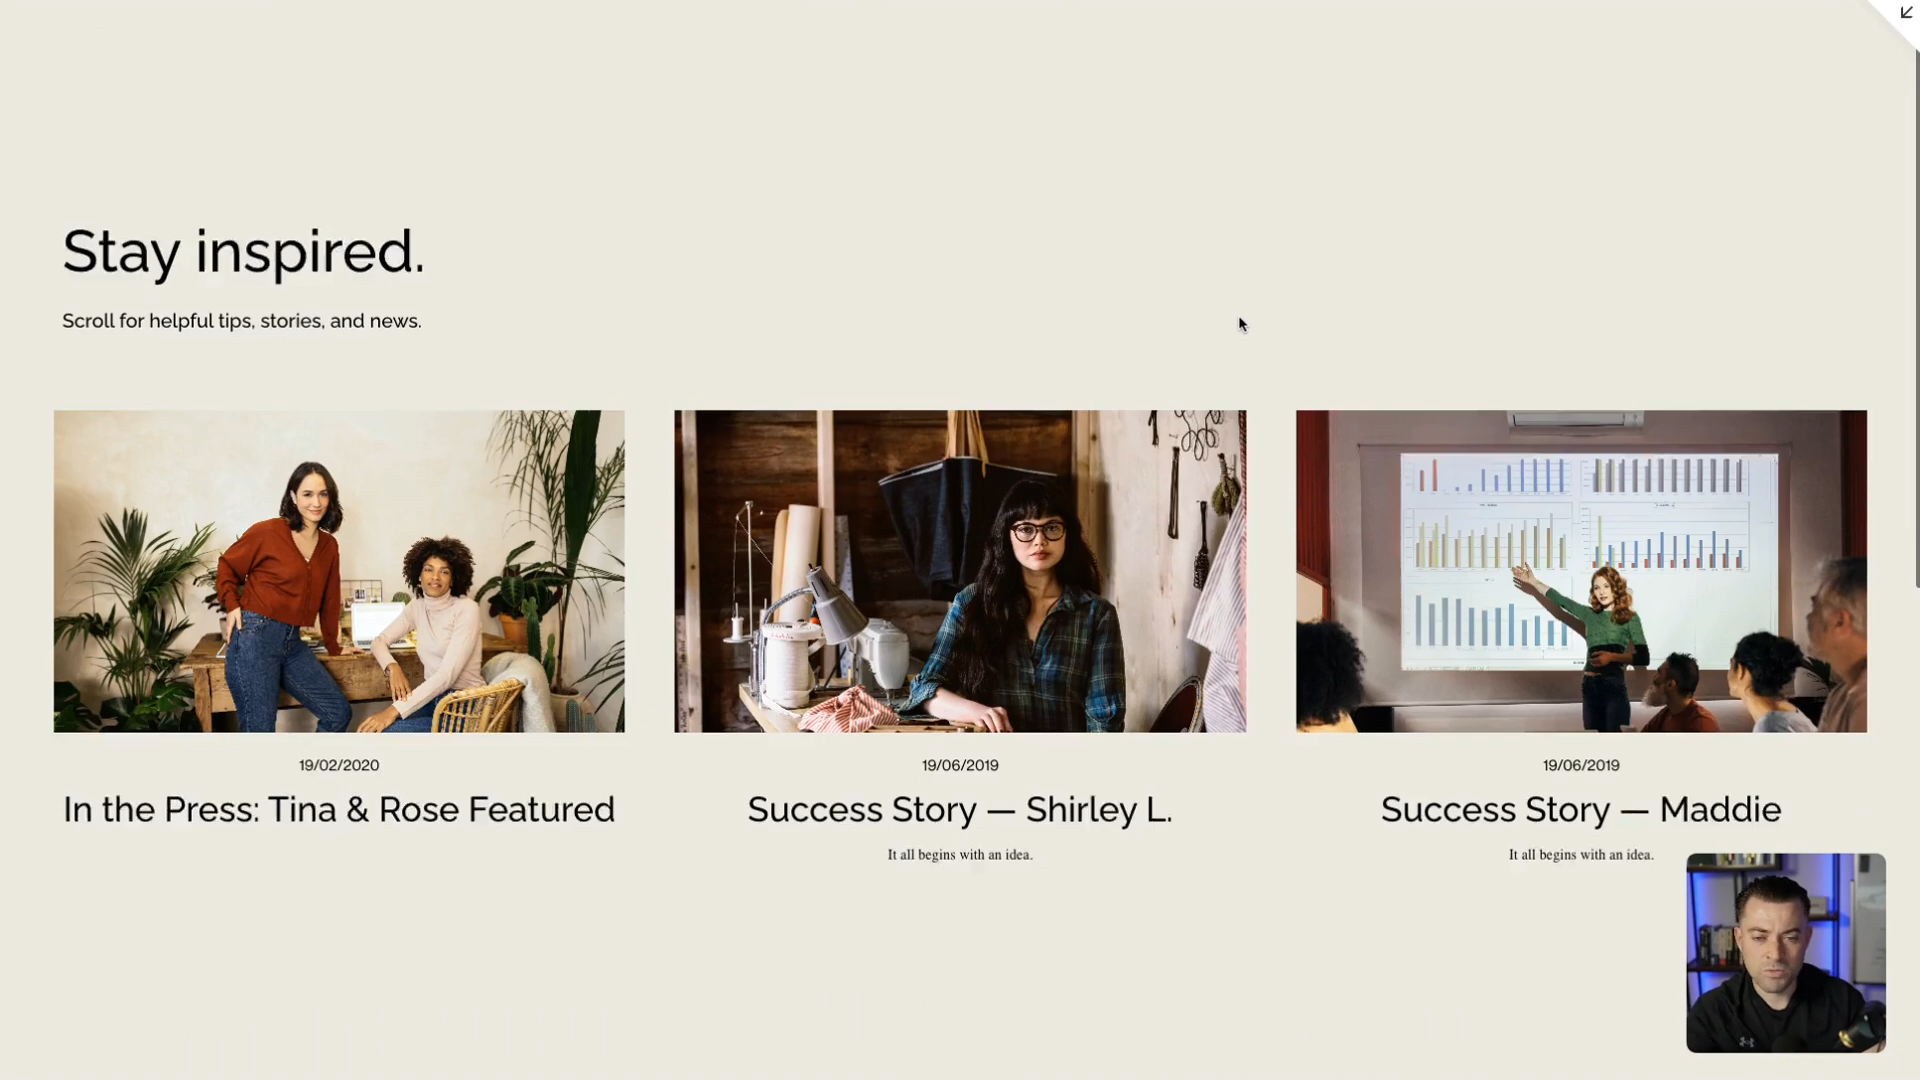 Stay inspired.
Scroll for helpful tips, stories, and news.
19/02/2020
In the Press: Tina & Rose Featured
19/06/2019
Success Story — Shirley L.
It all begins with an idea.
19/06/2019
Success Story — Maddie
It all begins with an idea.